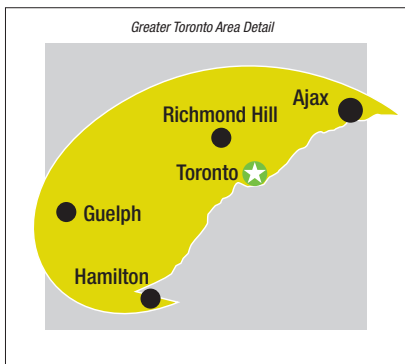 Greater Toronto Area Detail
Ajax
Richmond Hill
Toronto
Guelph
Hamilton